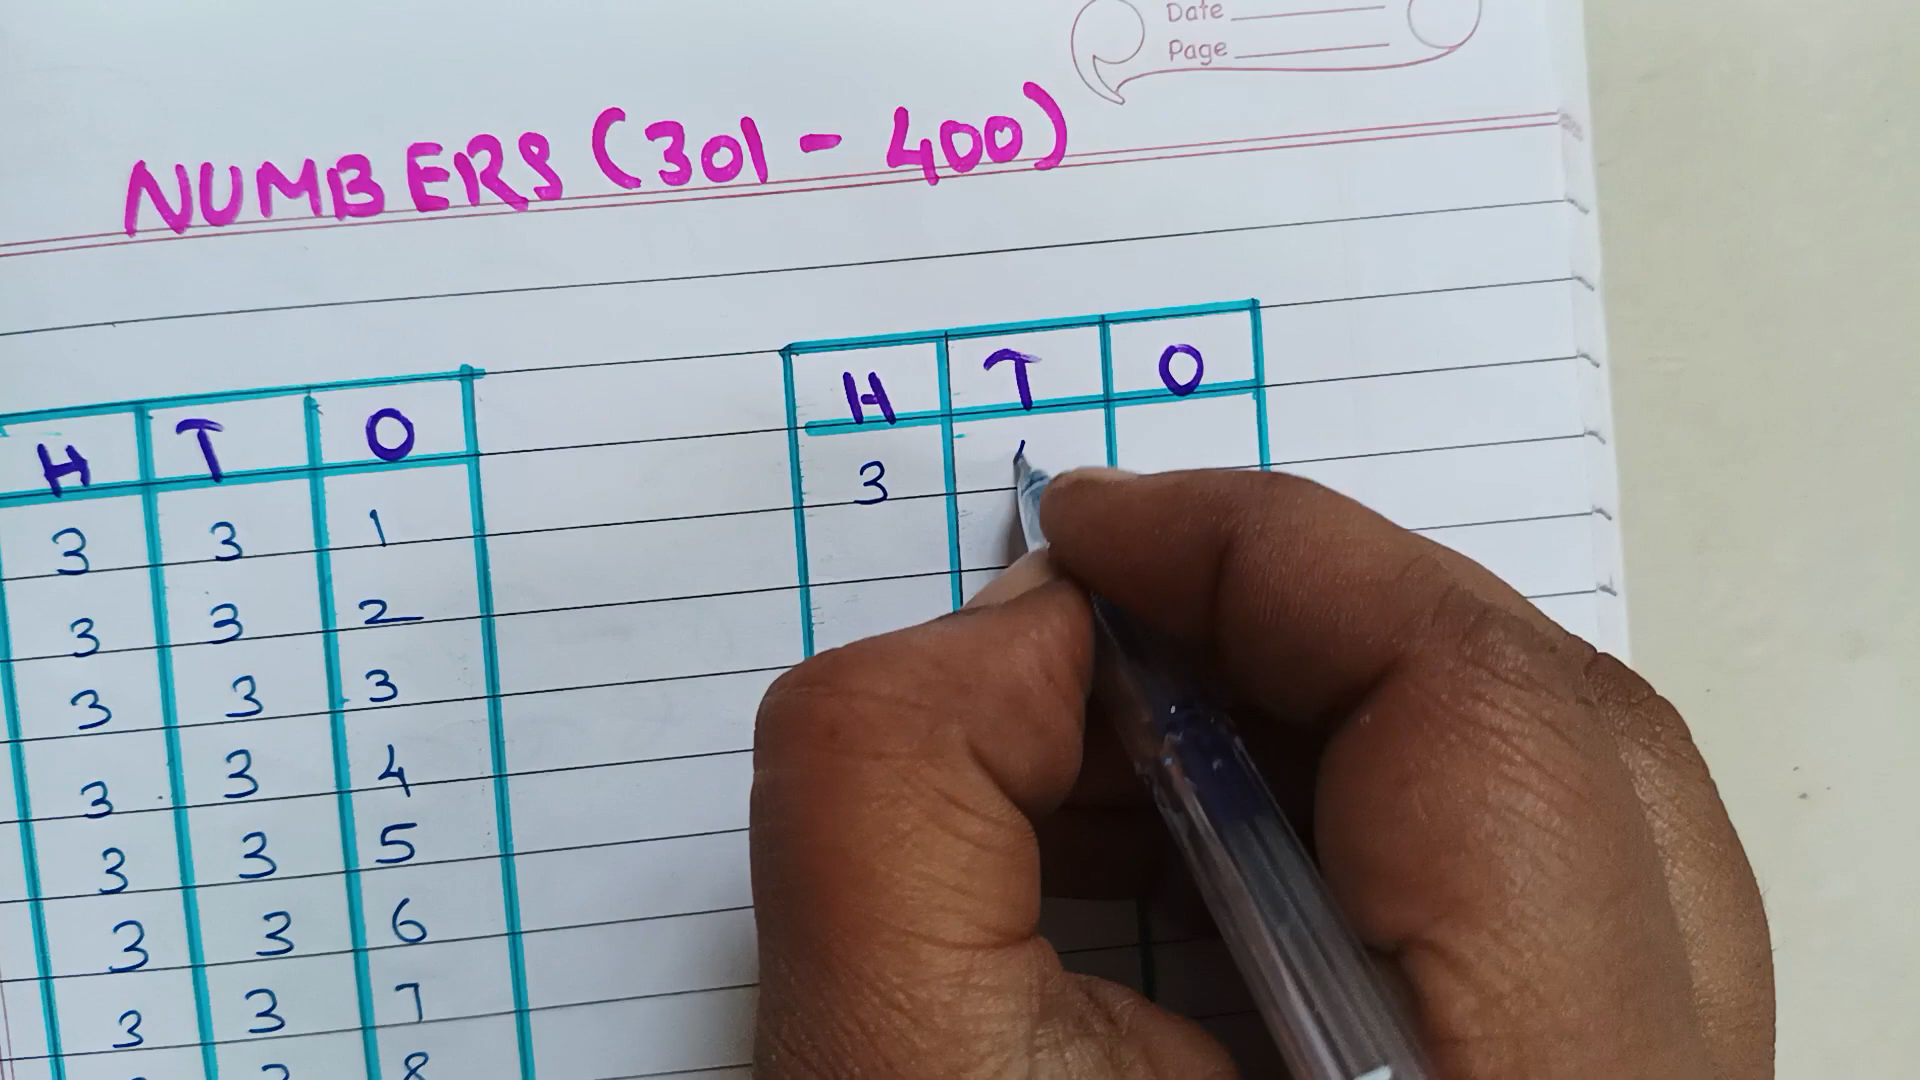 Date
Page
NUMBERS (301 - 400)
H T O
3 3 1
3 3 2
3 3 3
3 3 4
3 3 5
3 3 6
3 3 7
8
H T O
3